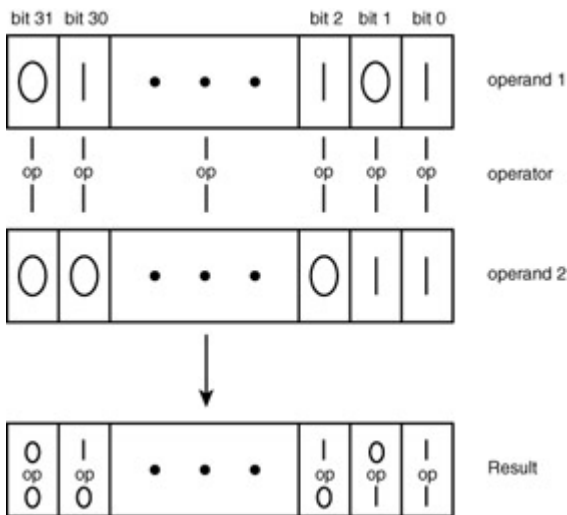 bit 31 bit 30 bit 2 bit 1 bit 0
0 | • • • | 0 | operand 1
op op op op op op operator
0 0 • • • 0 | | operand 2
0 | | 0 |
op op • • • op op op Result
0 0 0 | |